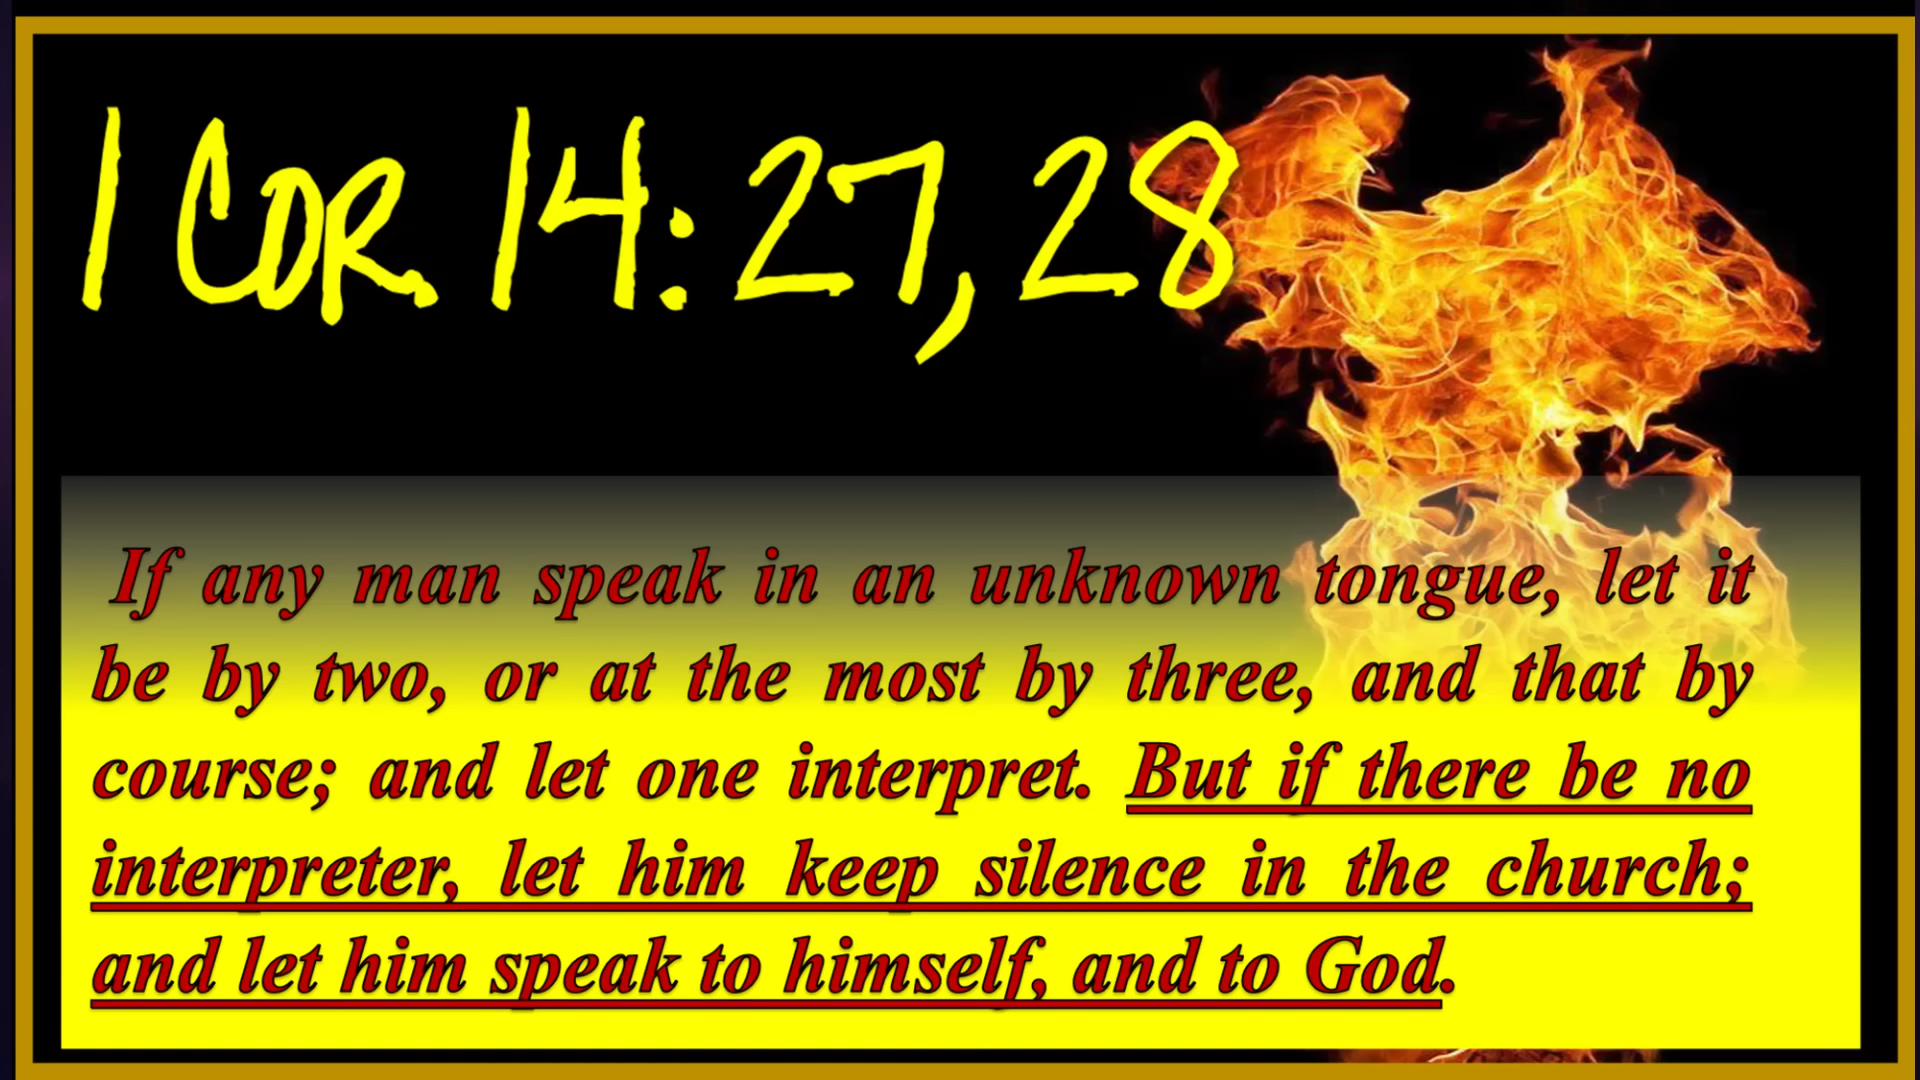 1 COR. 14:27, 28
If any man speak in an unknown tongue, let it
be by two, or at the most by three, and that by
course; and let one interpret. But if there be no
interpreter, let him keep silence in the church;
and let him speak to himself, and to God.